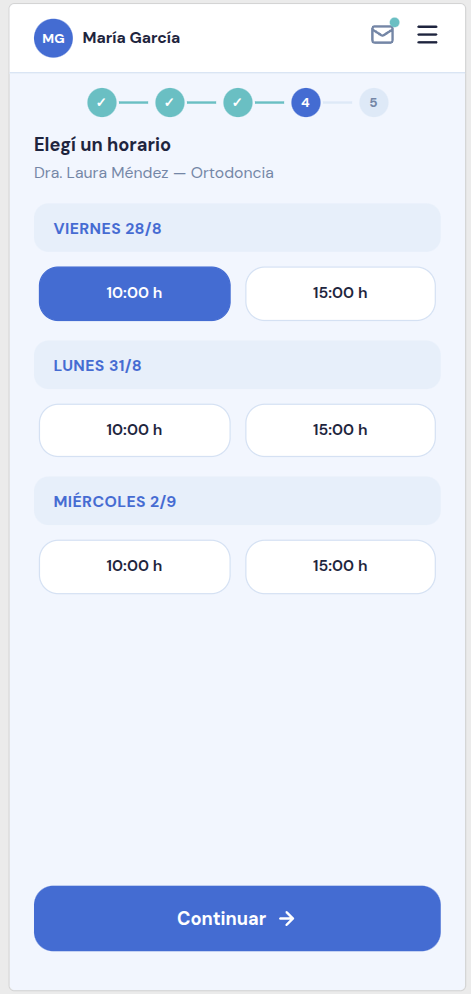 MG María García
✓ ✓ ✓ 4 5
Elegí un horario
Dra. Laura Méndez — Ortodoncia
VIERNES 28/8
10:00 h 15:00 h
LUNES 31/8
10:00 h 15:00 h
MIÉRCOLES 2/9
10:00 h 15:00 h
Continuar →